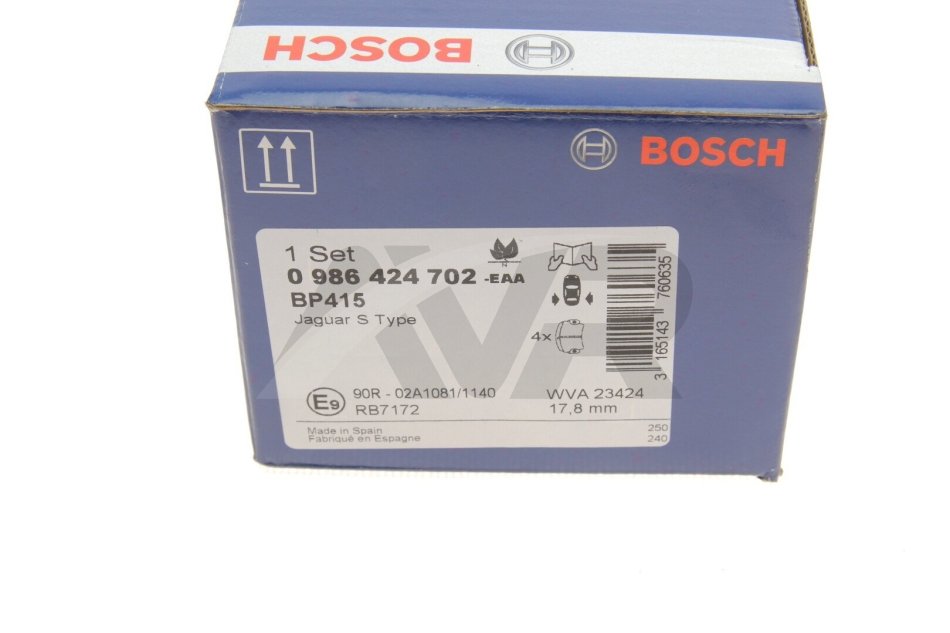 BOSCH
BOSCH
1 Set
0 986 424 702 -EAA
BP415
Jaguar S Type
4x
3 165143 760635
E9
90R - 02A1081/1140
RB7172
WVA 23424
17,8 mm
Made in Spain
Fabriqué en Espagne
250
240
AVR